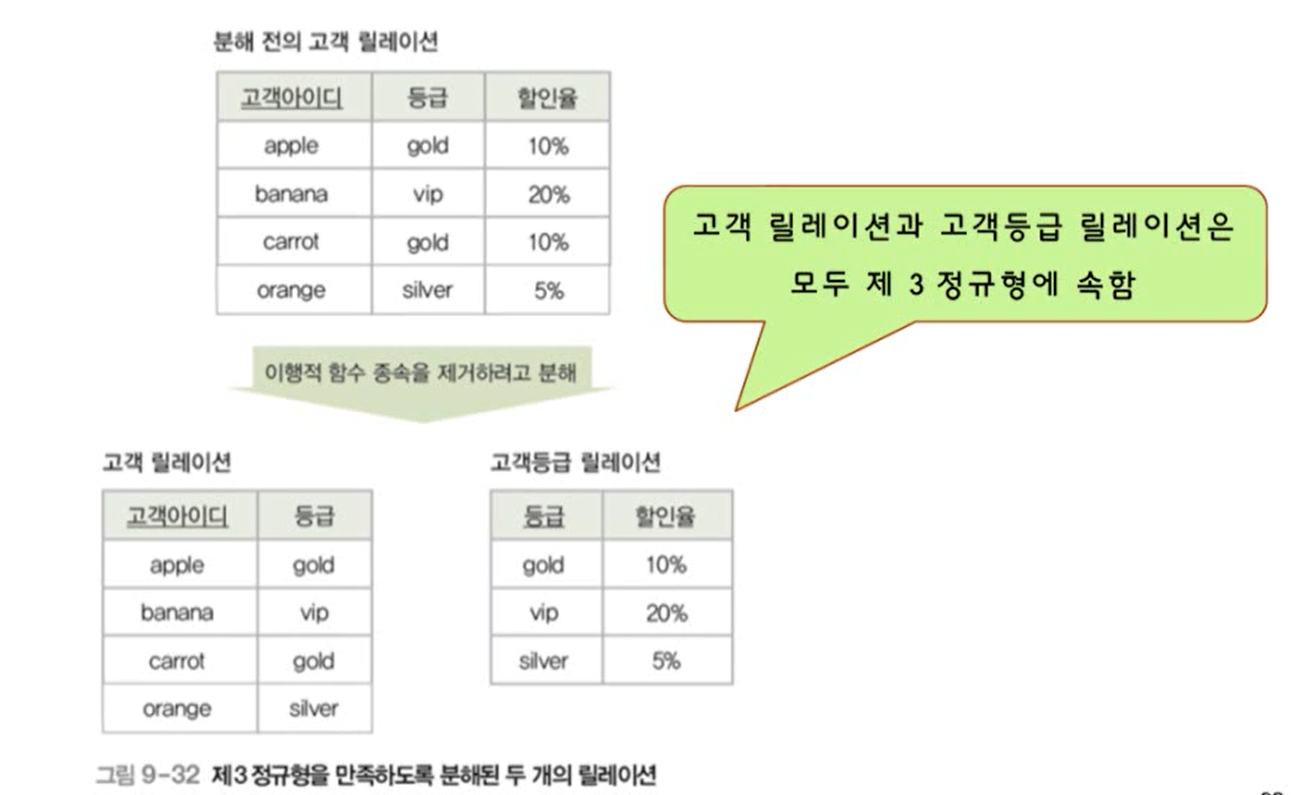 분해 전의 고객 릴레이션
고객아이디 등급 할인율
apple gold 10%
banana vip 20%
carrot gold 10%
orange silver 5%
고객 릴레이션과 고객등급 릴레이션은
모두 제 3 정규형에 속함
이행적 함수 종속을 제거하려고 분해
고객 릴레이션
고객아이디 등급
apple gold
banana vip
carrot gold
orange silver
고객등급 릴레이션
등급 할인율
gold 10%
vip 20%
silver 5%
그림 9-32 제3정규형을 만족하도록 분해된 두 개의 릴레이션